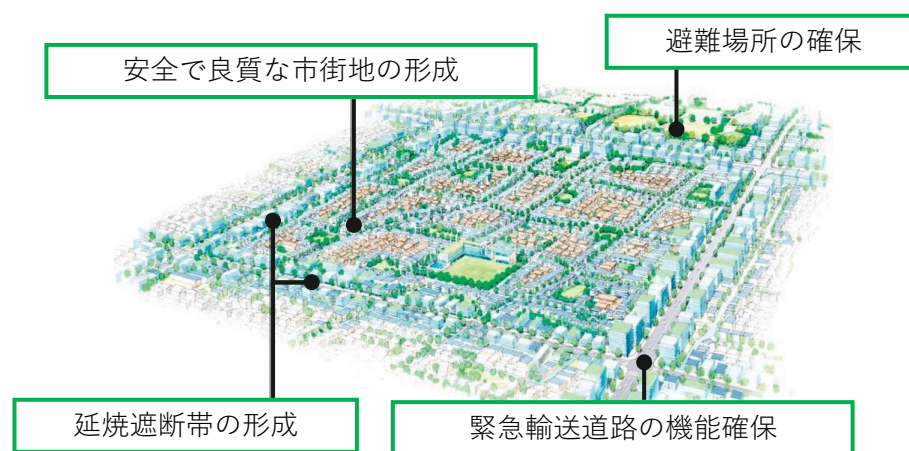 避難場所の確保
安全で良質な市街地の形成
延焼遮断帯の形成
緊急輸送道路の機能確保